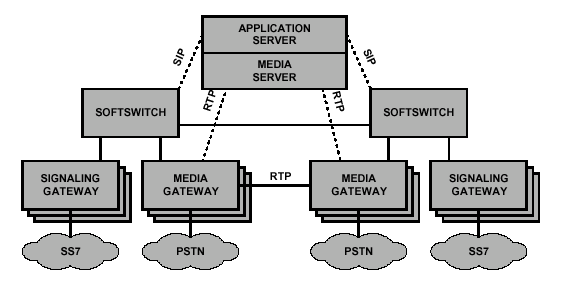 APPLICATION
SERVER
MEDIA
SERVER
SIP
SIP
RTP
RTP
SOFTSWITCH
SOFTSWITCH
SIGNALING
GATEWAY
MEDIA
GATEWAY
RTP
MEDIA
GATEWAY
SIGNALING
GATEWAY
SS7
PSTN
PSTN
SS7